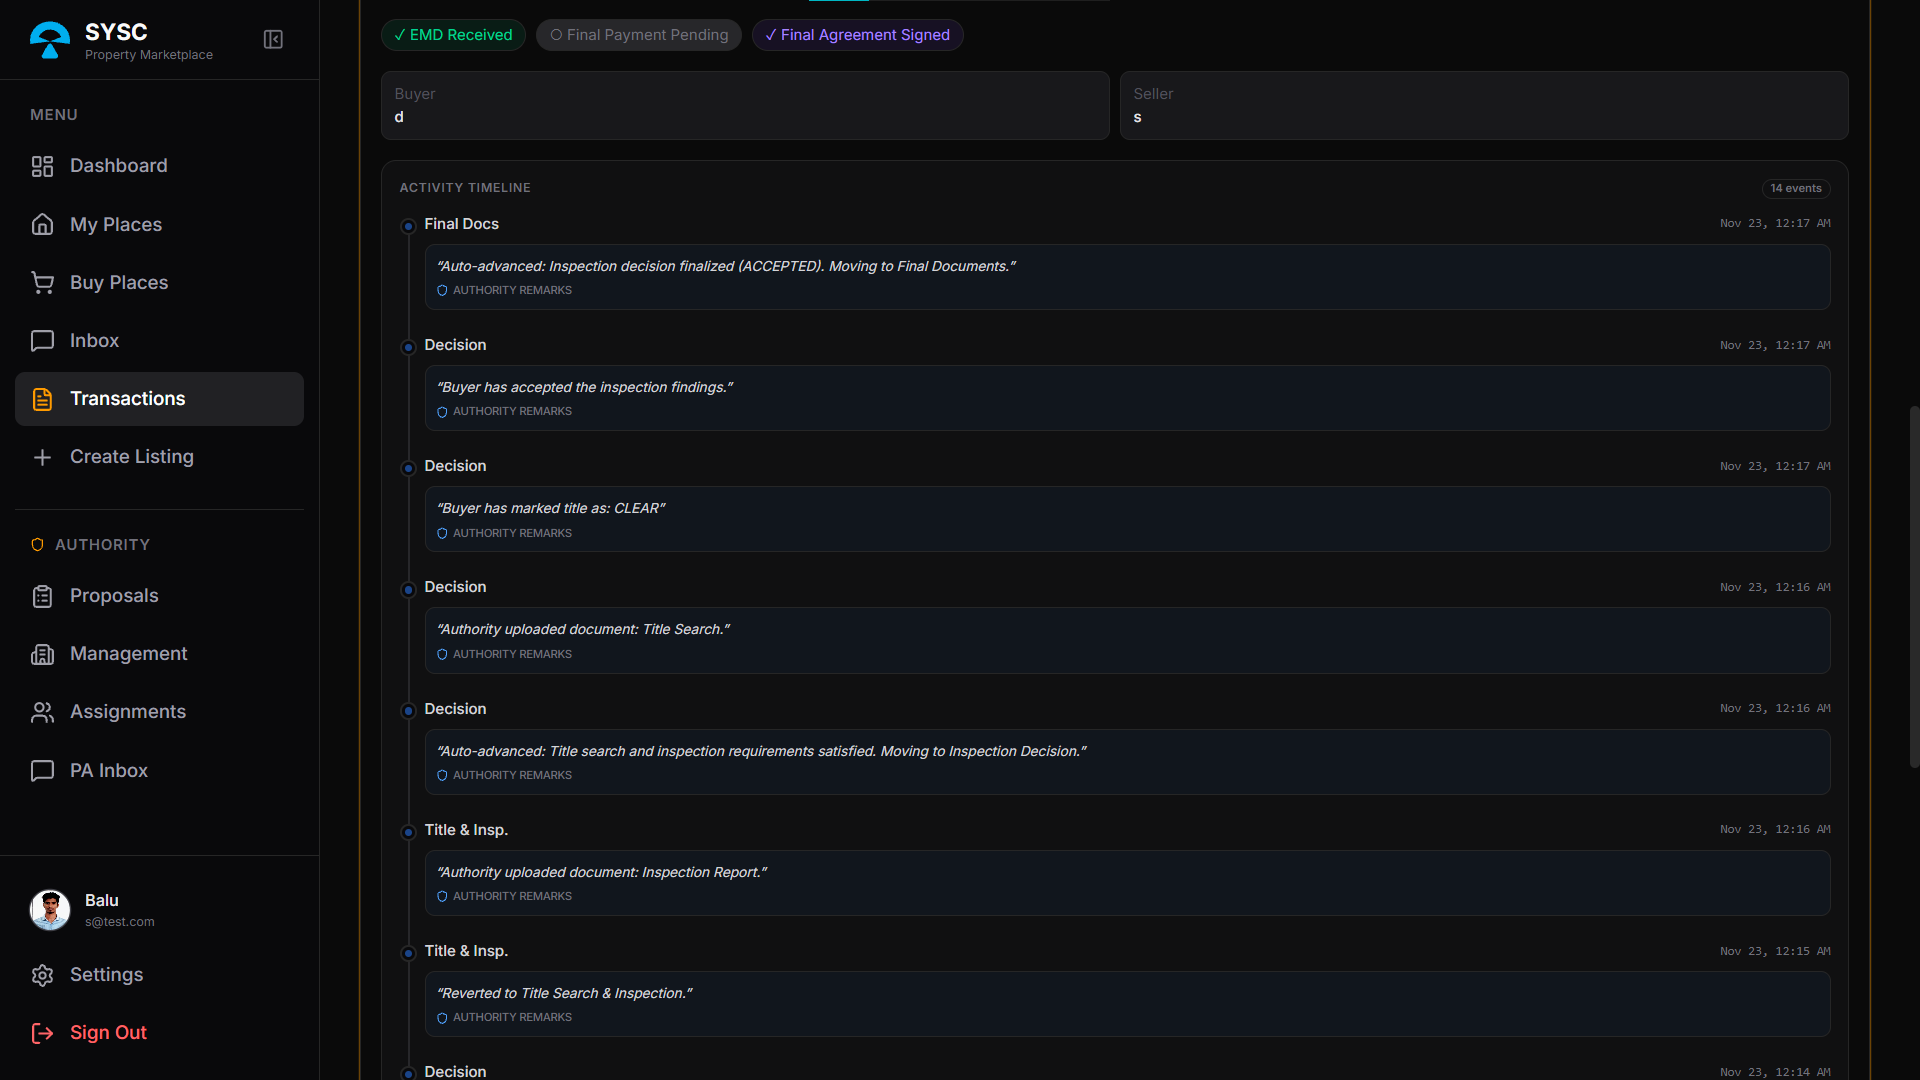 SYSC
Property Marketplace
MENU
Dashboard
My Places
Buy Places
Inbox
Transactions
Create Listing
AUTHORITY
Proposals
Management
Assignments
PA Inbox
Balu
s@test.com
Settings
Sign Out
✓ EMD Received
○ Final Payment Pending
✓ Final Agreement Signed
Buyer
d
Seller
s
ACTIVITY TIMELINE
14 events
Final Docs
Nov 23, 12:17 AM
“Auto-advanced: Inspection decision finalized (ACCEPTED). Moving to Final Documents.”
AUTHORITY REMARKS
Decision
Nov 23, 12:17 AM
“Buyer has accepted the inspection findings.”
AUTHORITY REMARKS
Decision
Nov 23, 12:17 AM
“Buyer has marked title as: CLEAR”
AUTHORITY REMARKS
Decision
Nov 23, 12:16 AM
“Authority uploaded document: Title Search.”
AUTHORITY REMARKS
Decision
Nov 23, 12:16 AM
“Auto-advanced: Title search and inspection requirements satisfied. Moving to Inspection Decision.”
AUTHORITY REMARKS
Title & Insp.
Nov 23, 12:16 AM
“Authority uploaded document: Inspection Report.”
AUTHORITY REMARKS
Title & Insp.
Nov 23, 12:15 AM
“Reverted to Title Search & Inspection.”
AUTHORITY REMARKS
Decision
Nov 23, 12:14 AM